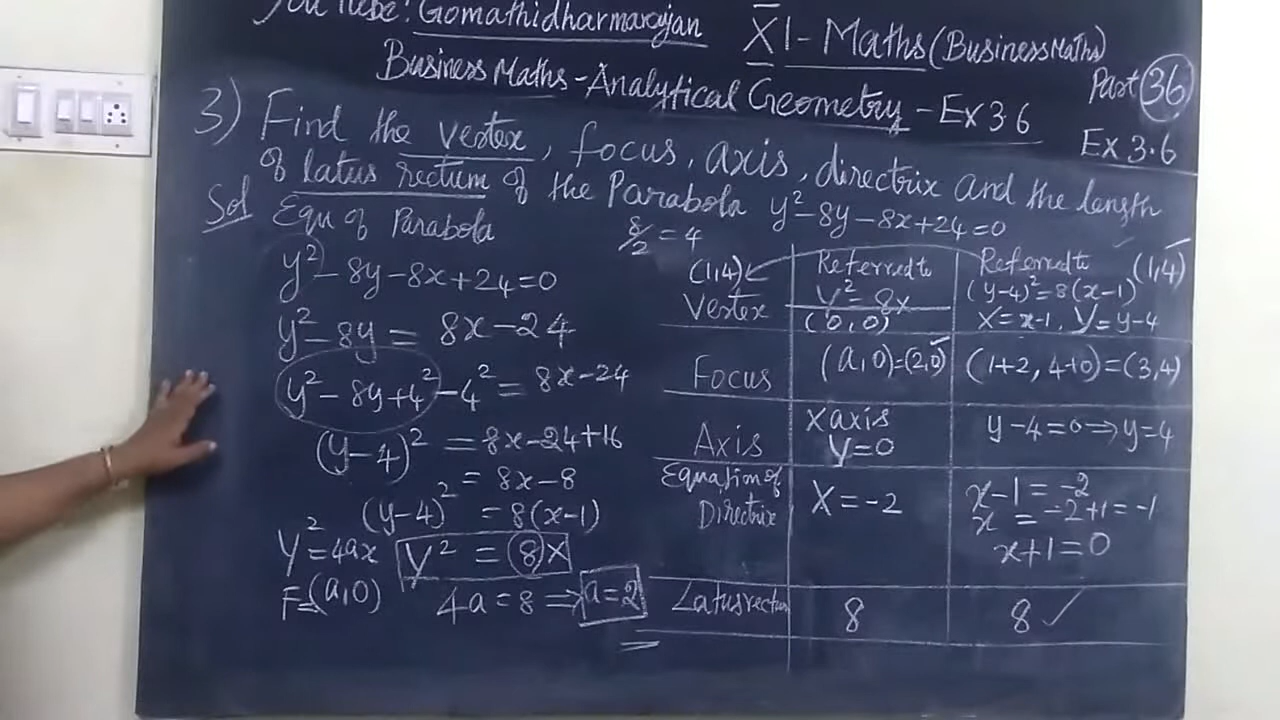 YouTube: Gomathidharmarajan
XI - Maths (Business Maths)
Business Maths - Analytical Geometry - Ex 3.6
Part 36
Ex 3.6
3) Find the vertex, focus, axis, directrix and the length
of latus rectum of the Parabola y² - 8y - 8x + 24 = 0
Sol Equ of Parabola
8/2 = 4
y² - 8y - 8x + 24 = 0
y² - 8y = 8x - 24
y² - 8y + 4² - 4² = 8x - 24
(y - 4)² = 8x - 24 + 16
= 8x - 8
(y - 4)² = 8(x - 1)
y² = 4ax
Y² = 8X
F = (a, 0)
4a = 8 ⇒ a = 2
(1,4) Vertex
Referred to
Y² = 8X
(0, 0)
Referred to (1,4)
(y-4)² = 8(x-1)
X = x-1, Y = y-4
Focus (a, 0) = (2, 0) (1+2, 4+0) = (3, 4)
Axis X axis
Y = 0
y - 4 = 0 ⇒ y = 4
Equation of
Directrix
X = -2
x - 1 = -2
x = -2 + 1 = -1
x + 1 = 0
Latus rectum 8 8 ✓